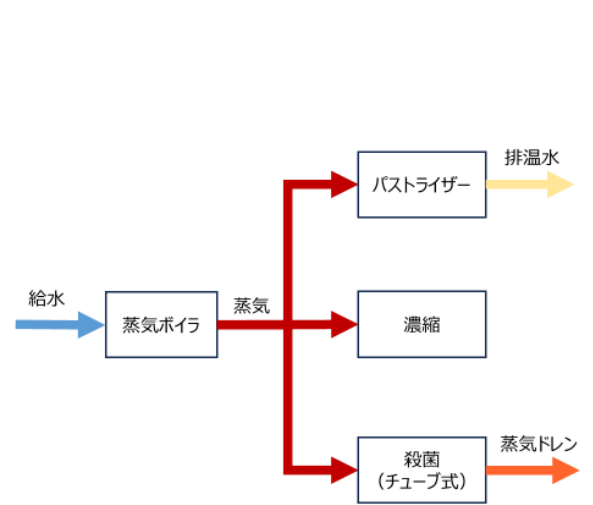 排温水
パストライザー
給水
蒸気ボイラ
蒸気
濃縮
殺菌
（チューブ式）
蒸気ドレン